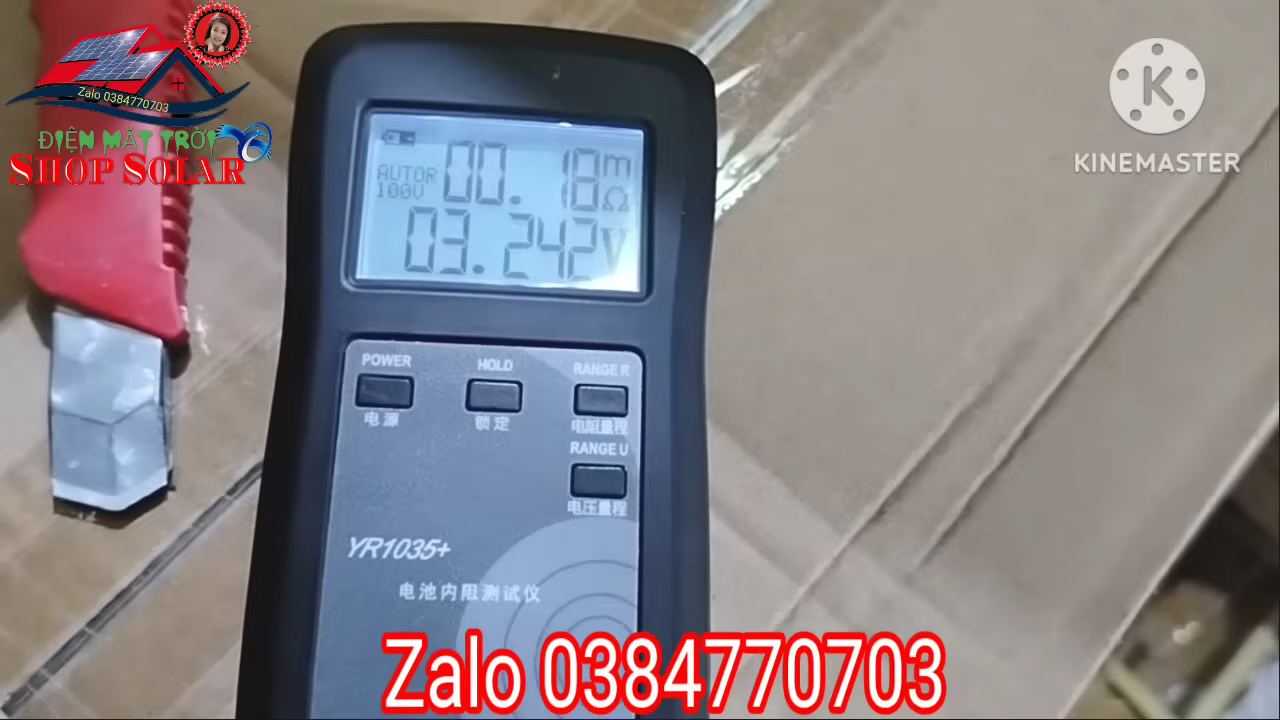 Zalo 0384770703
ĐIỆN MẶT TRỜI
SHOP SOLAR
K
KINEMASTER
AUTOR
100V
00.18mΩ
03.242V
POWER
电源
HOLD
锁定
RANGE R
电阻量程
RANGE U
电压量程
YR1035+
电池内阻测试仪
Zalo 0384770703